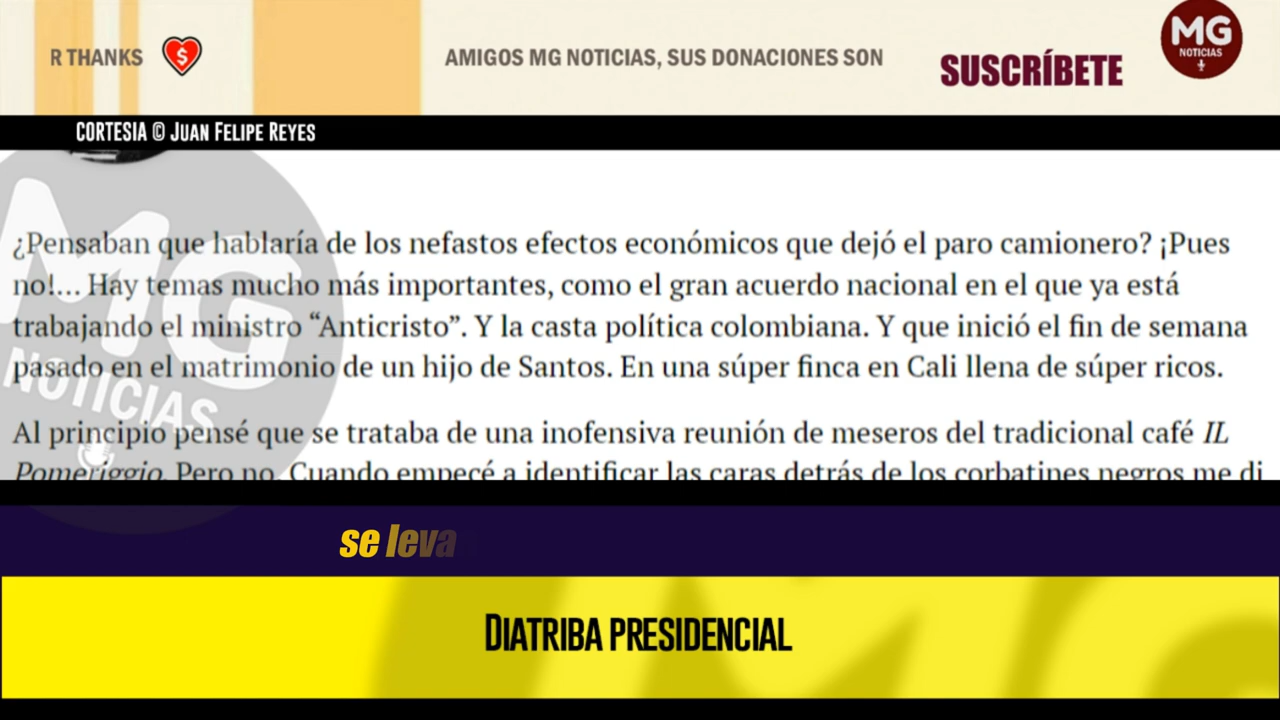 R THANKS
AMIGOS MG NOTICIAS, SUS DONACIONES SON
SUSCRÍBETE
MG
NOTICIAS
CORTESIA © JUAN FELIPE REYES
¿Pensaban que hablaría de los nefastos efectos económicos que dejó el paro camionero? ¡Pues
no!... Hay temas mucho más importantes, como el gran acuerdo nacional en el que ya está
trabajando el ministro “Anticristo”. Y la casta política colombiana. Y que inició el fin de semana
pasado en el matrimonio de un hijo de Santos. En una súper finca en Cali llena de súper ricos.
Al principio pensé que se trataba de una inofensiva reunión de meseros del tradicional café IL
Pomeriggio. Pero no. Cuando empecé a identificar las caras detrás de los corbatines negros me di
MG
NOTICIAS
se leva
DIATRIBA PRESIDENCIAL